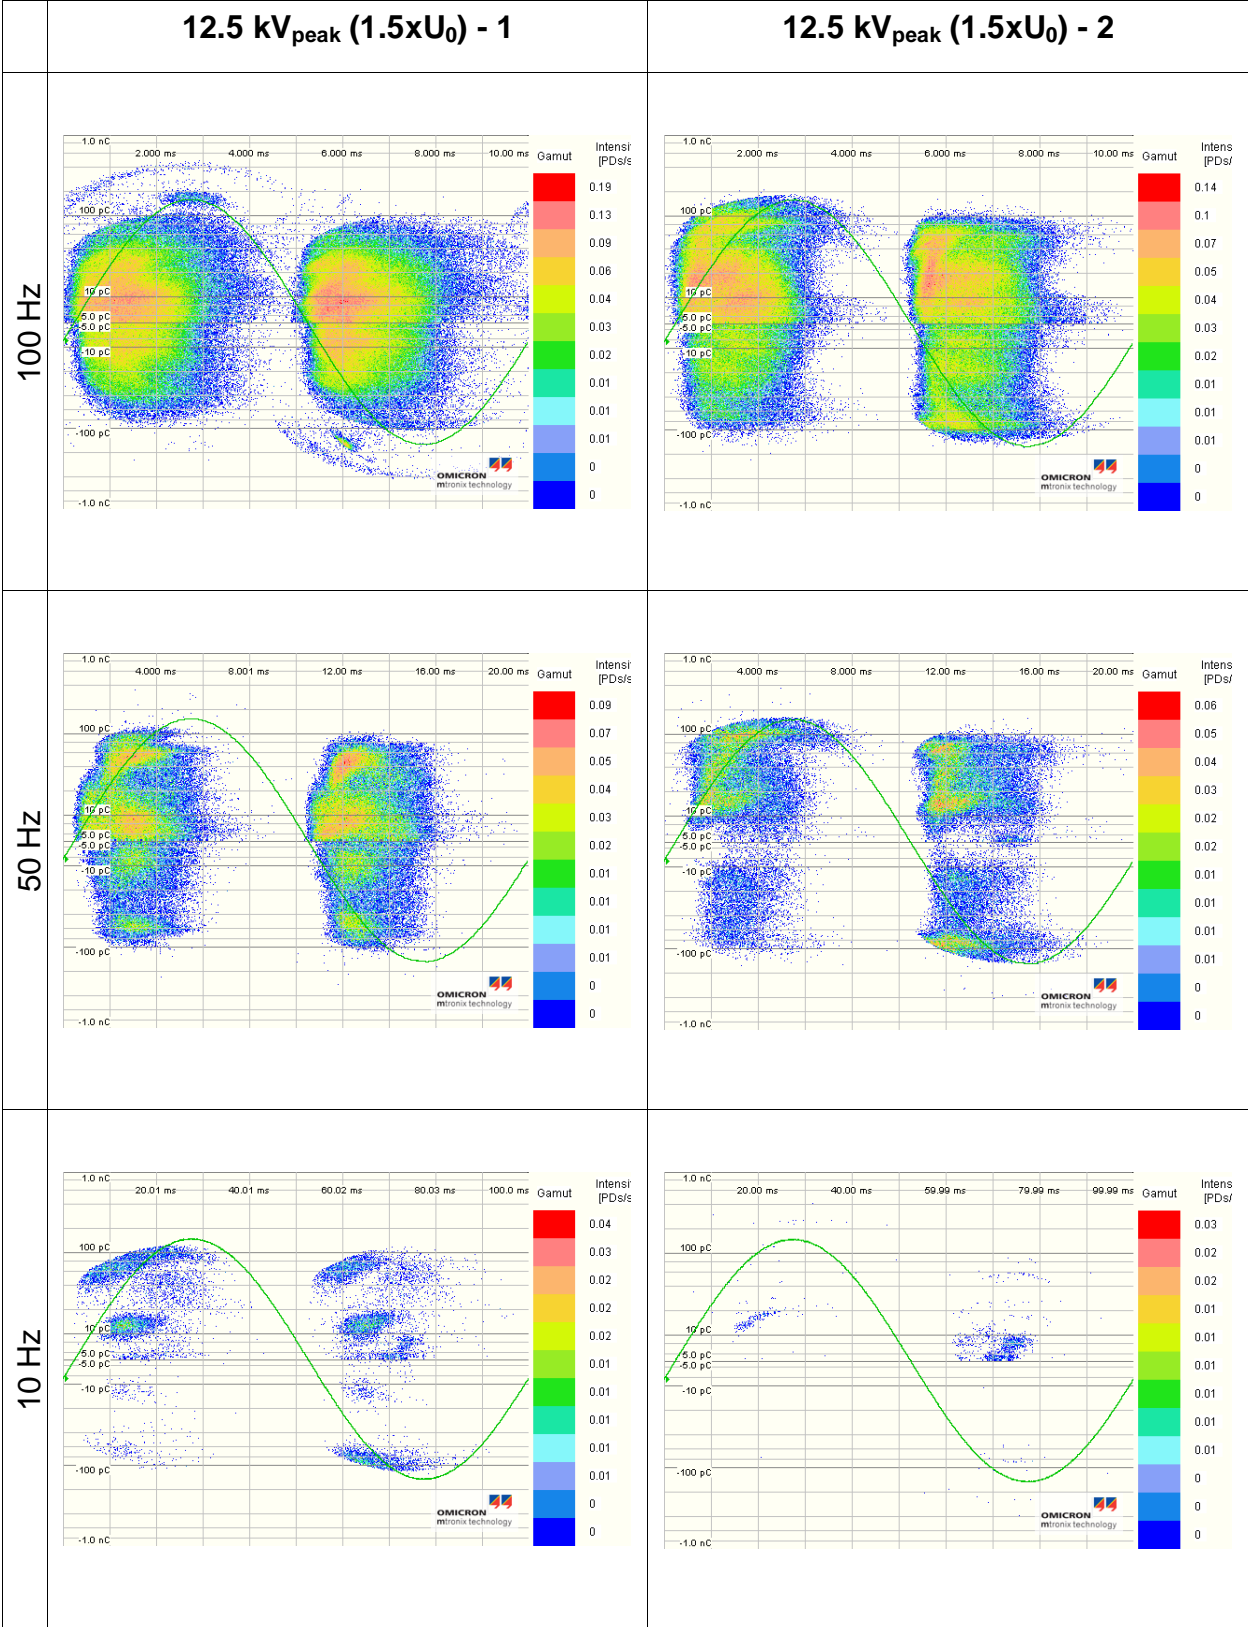 12.5 kVpeak (1.5xU0) - 1
12.5 kVpeak (1.5xU0) - 2
100 Hz
1.0 nC
2.000 ms 4.000 ms 6.000 ms 8.000 ms 10.00 ms
100 pC
10 pC
5.0 pC
-5.0 pC
-10 pC
-100 pC
-1.0 nC
OMICRON
mtronix technology
Gamut
Intensi
[PDs/s
0.19
0.13
0.09
0.06
0.04
0.03
0.02
0.01
0.01
0.01
0
0
1.0 nC
2.000 ms 4.000 ms 6.000 ms 8.000 ms 10.00 ms
100 pC
10 pC
5.0 pC
-5.0 pC
-10 pC
-100 pC
-1.0 nC
OMICRON
mtronix technology
Gamut
Intens
[PDs/
0.14
0.1
0.07
0.05
0.04
0.03
0.02
0.01
0.01
0.01
0
0
50 Hz
1.0 nC
4.000 ms 8.001 ms 12.00 ms 16.00 ms 20.00 ms
100 pC
10 pC
5.0 pC
-5.0 pC
-10 pC
-100 pC
-1.0 nC
OMICRON
mtronix technology
Gamut
Intensi
[PDs/s
0.09
0.07
0.05
0.04
0.03
0.02
0.01
0.01
0.01
0.01
0
0
1.0 nC
4.000 ms 8.000 ms 12.00 ms 16.00 ms 20.00 ms
100 pC
10 pC
5.0 pC
-5.0 pC
-10 pC
-100 pC
-1.0 nC
OMICRON
mtronix technology
Gamut
Intens
[PDs/
0.06
0.05
0.04
0.03
0.02
0.02
0.01
0.01
0.01
0.01
0
0
10 Hz
1.0 nC
20.01 ms 40.01 ms 60.02 ms 80.03 ms 100.0 ms
100 pC
10 pC
5.0 pC
-5.0 pC
-10 pC
-100 pC
-1.0 nC
OMICRON
mtronix technology
Gamut
Intensi
[PDs/s
0.04
0.03
0.02
0.02
0.02
0.01
0.01
0.01
0.01
0.01
0
0
1.0 nC
20.00 ms 40.00 ms 59.99 ms 79.99 ms 99.99 ms
100 pC
10 pC
5.0 pC
-5.0 pC
-10 pC
-100 pC
-1.0 nC
OMICRON
mtronix technology
Gamut
Intens
[PDs/
0.03
0.02
0.02
0.01
0.01
0.01
0.01
0.01
0.01
0
0
0